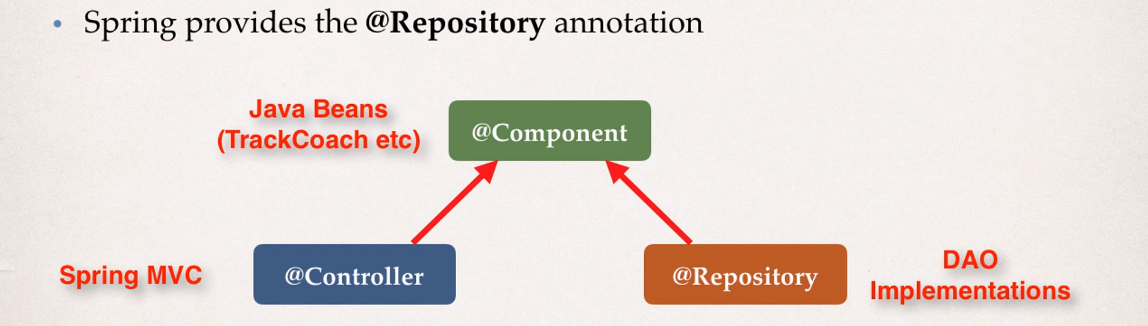 • Spring provides the @Repository annotation
Java Beans
(TrackCoach etc)
@Component
Spring MVC
@Controller
@Repository
DAO
Implementations